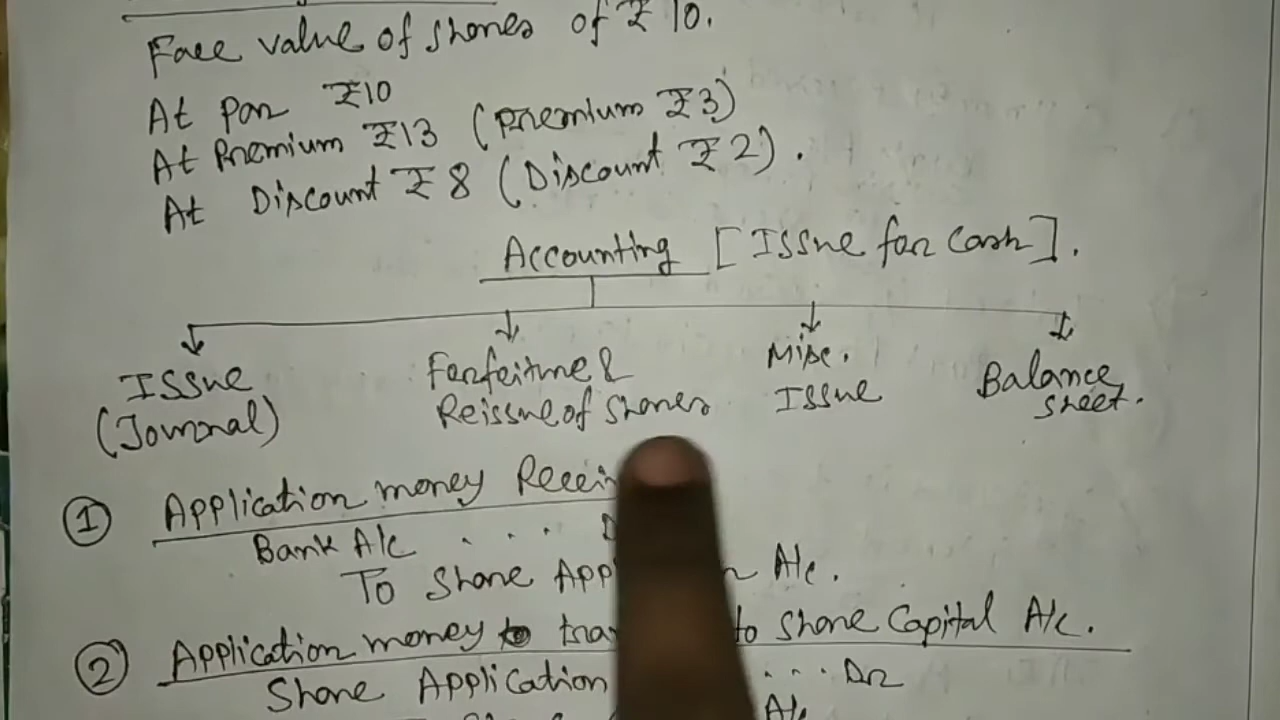 Face value of shares of ₹ 10.
At par ₹10
At Premium ₹13 (Premium ₹3)
At Discount ₹ 8 (Discount ₹ 2).
Accounting [Issue for Cash].
Issue
(Journal)
Forfeiture &
Reissue of Shares
Misc.
Issue
Balance
Sheet.
① Application money
Bank A/c . . .
To Share A/c.
② Application money to to Share Capital A/c.
Share Application . . . Dr
A/c